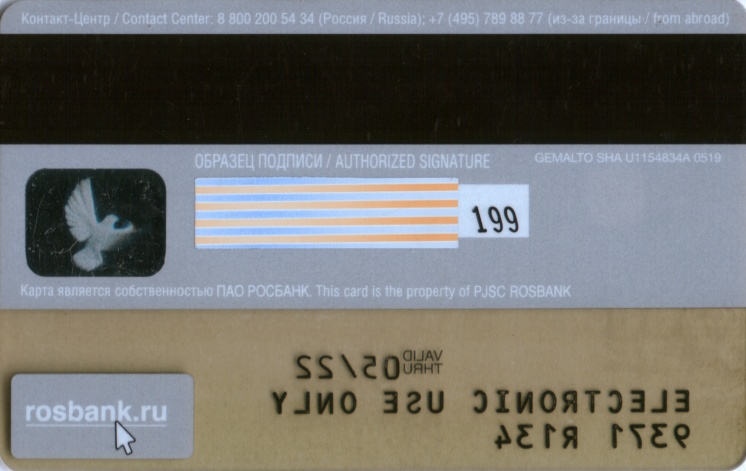 Контакт-Центр / Contact Center: 8 800 200 54 34 (Россия / Russia); +7 (495) 789 88 77 (из-за границы / from abroad)
ОБРАЗЕЦ ПОДПИСИ / AUTHORIZED SIGNATURE
GEMALTO SHA U1154834A 0519
199
Карта является собственностью ПАО РОСБАНК. This card is the property of PJSC ROSBANK
VALID
THRU
05/22
ELECTRONIC USE ONLY
9371 R134
rosbank.ru